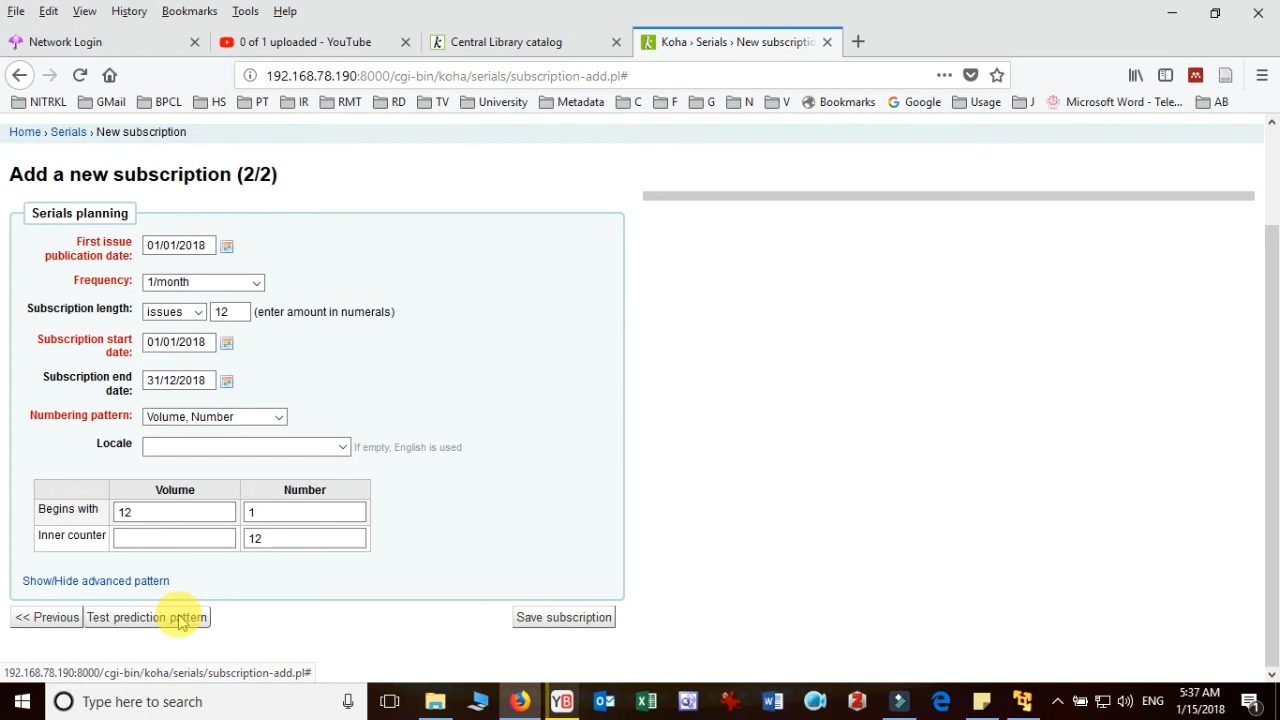 File Edit View History Bookmarks Tools Help
Network Login
0 of 1 uploaded - YouTube
Central Library catalog
Koha › Serials › New subscriptio
192.168.78.190:8000/cgi-bin/koha/serials/subscription-add.pl#
NITRKL GMail BPCL HS PT IR RMT RD TV University Metadata C F G N V Bookmarks Google Usage J Microsoft Word - Tele... AB
Home › Serials › New subscription
Add a new subscription (2/2)
Serials planning
First issue publication date: 01/01/2018
Frequency: 1/month
Subscription length: issues 12 (enter amount in numerals)
Subscription start date: 01/01/2018
Subscription end date: 31/12/2018
Numbering pattern: Volume, Number
Locale If empty, English is used
Volume Number
Begins with 12 1
Inner counter 12
Show/Hide advanced pattern
<< Previous Test prediction pattern Save subscription
192.168.78.190:8000/cgi-bin/koha/serials/subscription-add.pl#
Type here to search
ENG
5:37 AM
1/15/2018
1